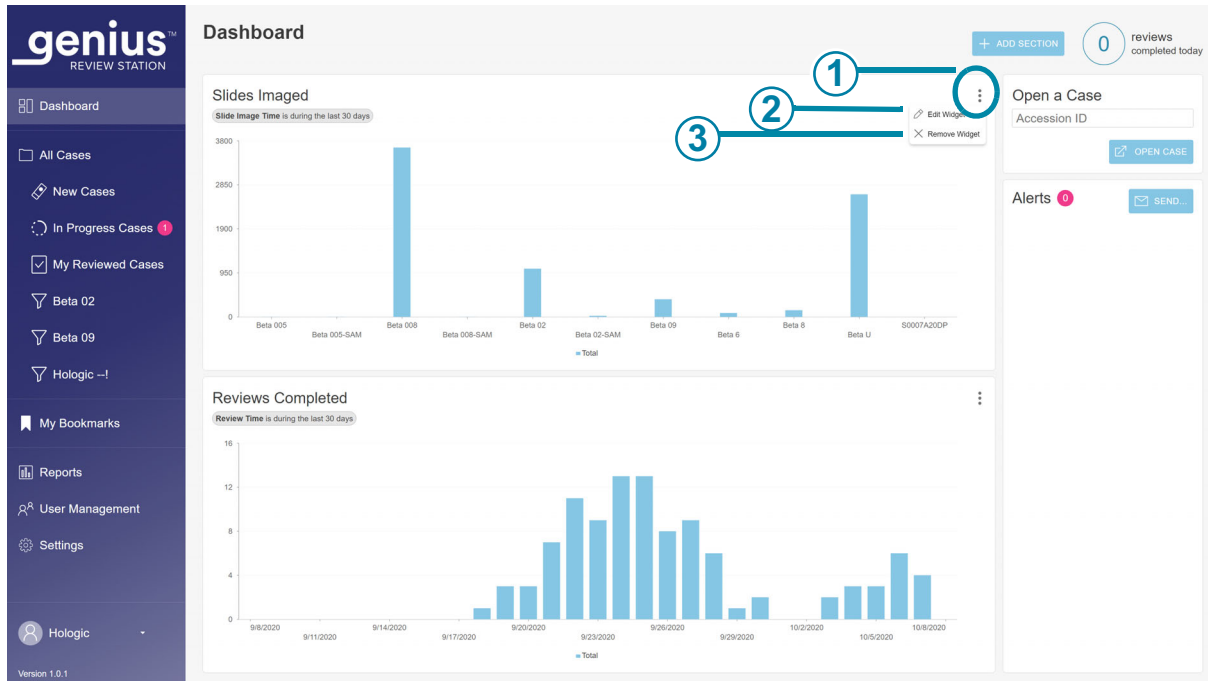 genius™
REVIEW STATION
Dashboard
All Cases
New Cases
In Progress Cases 1
My Reviewed Cases
Beta 02
Beta 09
Hologic --!
My Bookmarks
Reports
User Management
Settings
Hologic
Version 1.0.1
Dashboard
+ ADD SECTION
0 reviews
completed today
1
2
3
Slides Imaged
Slide Image Time is during the last 30 days
Edit Widget
Remove Widget
3800
2850
1900
950
0
Beta 005
Beta 005-SAM
Beta 008
Beta 008-SAM
Beta 02
Beta 02-SAM
Beta 09
Beta 6
Beta 8
Beta U
S0007A20DP
Total
Reviews Completed
Review Time is during the last 30 days
16
12
8
4
0
9/8/2020
9/11/2020
9/14/2020
9/17/2020
9/20/2020
9/23/2020
9/26/2020
9/29/2020
10/2/2020
10/5/2020
10/8/2020
Total
Open a Case
Accession ID
OPEN CASE
Alerts 0
SEND...